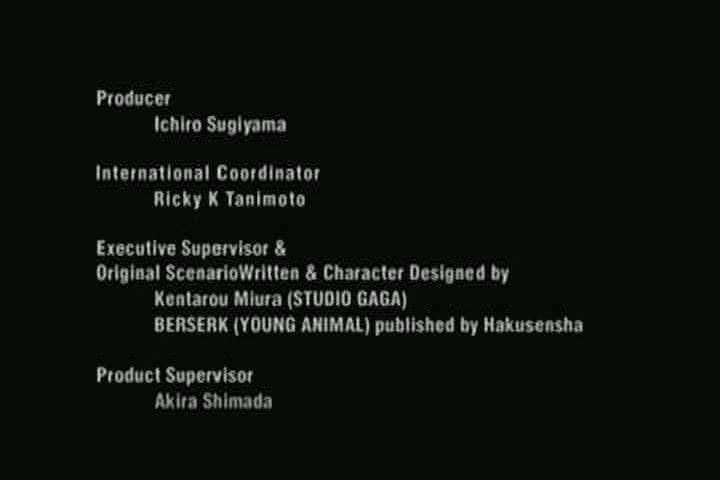 Producer
Ichiro Sugiyama
International Coordinator
Ricky K Tanimoto
Executive Supervisor &
Original ScenarioWritten & Character Designed by
Kentarou Miura (STUDIO GAGA)
BERSERK (YOUNG ANIMAL) published by Hakusensha
Product Supervisor
Akira Shimada